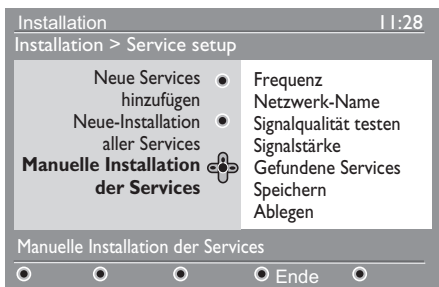 Installation 11:28
Installation > Service setup
Neue Services
hinzufügen
Neue-Installation
aller Services
Manuelle Installation
der Services
Frequenz
Netzwerk-Name
Signalqualität testen
Signalstärke
Gefundene Services
Speichern
Ablegen
Manuelle Installation der Services
Ende